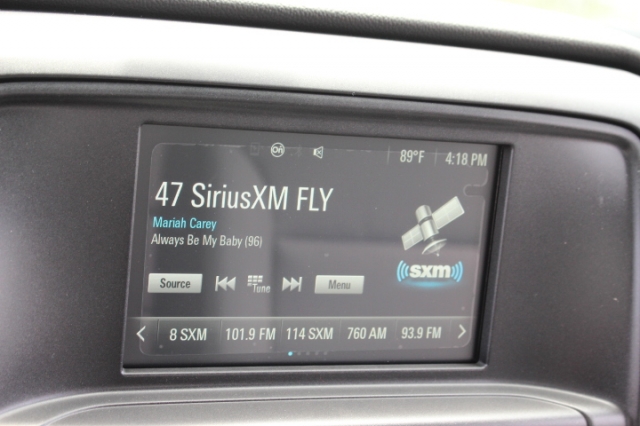 On
89°F 4:18 PM
47 SiriusXM FLY
Mariah Carey
Always Be My Baby (96)
((sxm))
Source Tune Menu
8 SXM 101.9 FM 114 SXM 760 AM 93.9 FM